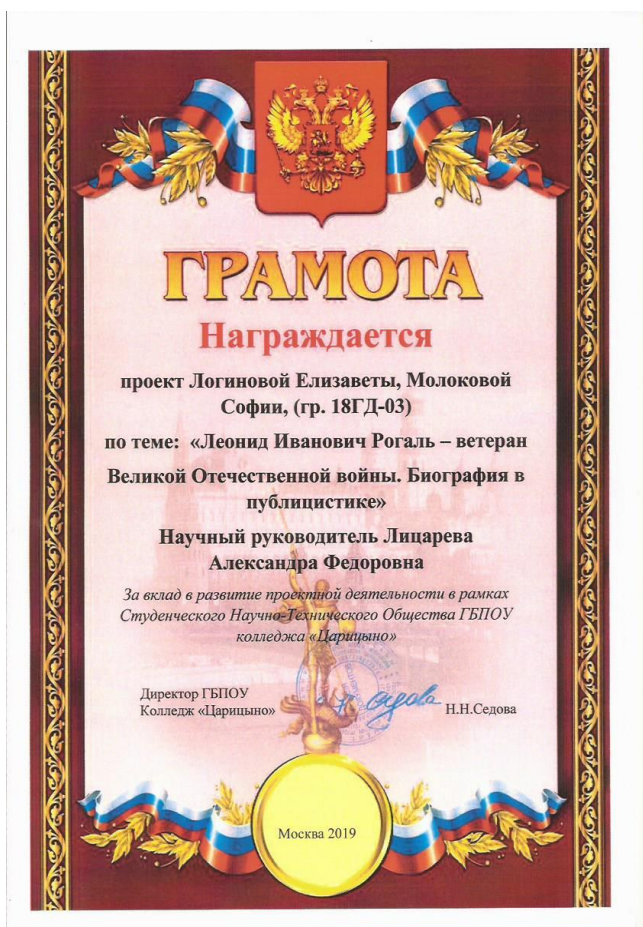 ГРАМОТА
Награждается
проект Логиновой Елизаветы, Молоковой
Софии, (гр. 18ГД-03)
по теме:  «Леонид Иванович Рогаль – ветеран
Великой Отечественной войны. Биография в
публицистике»
Научный руководитель Лицарева
Александра Федоровна
За вклад в развитие проектной деятельности в рамках
Студенческого Научно-Технического Общества ГБПОУ
колледжа «Царицыно»
Директор ГБПОУ
Колледж «Царицыно»
Седова
Н.Н.Седова
Москва 2019